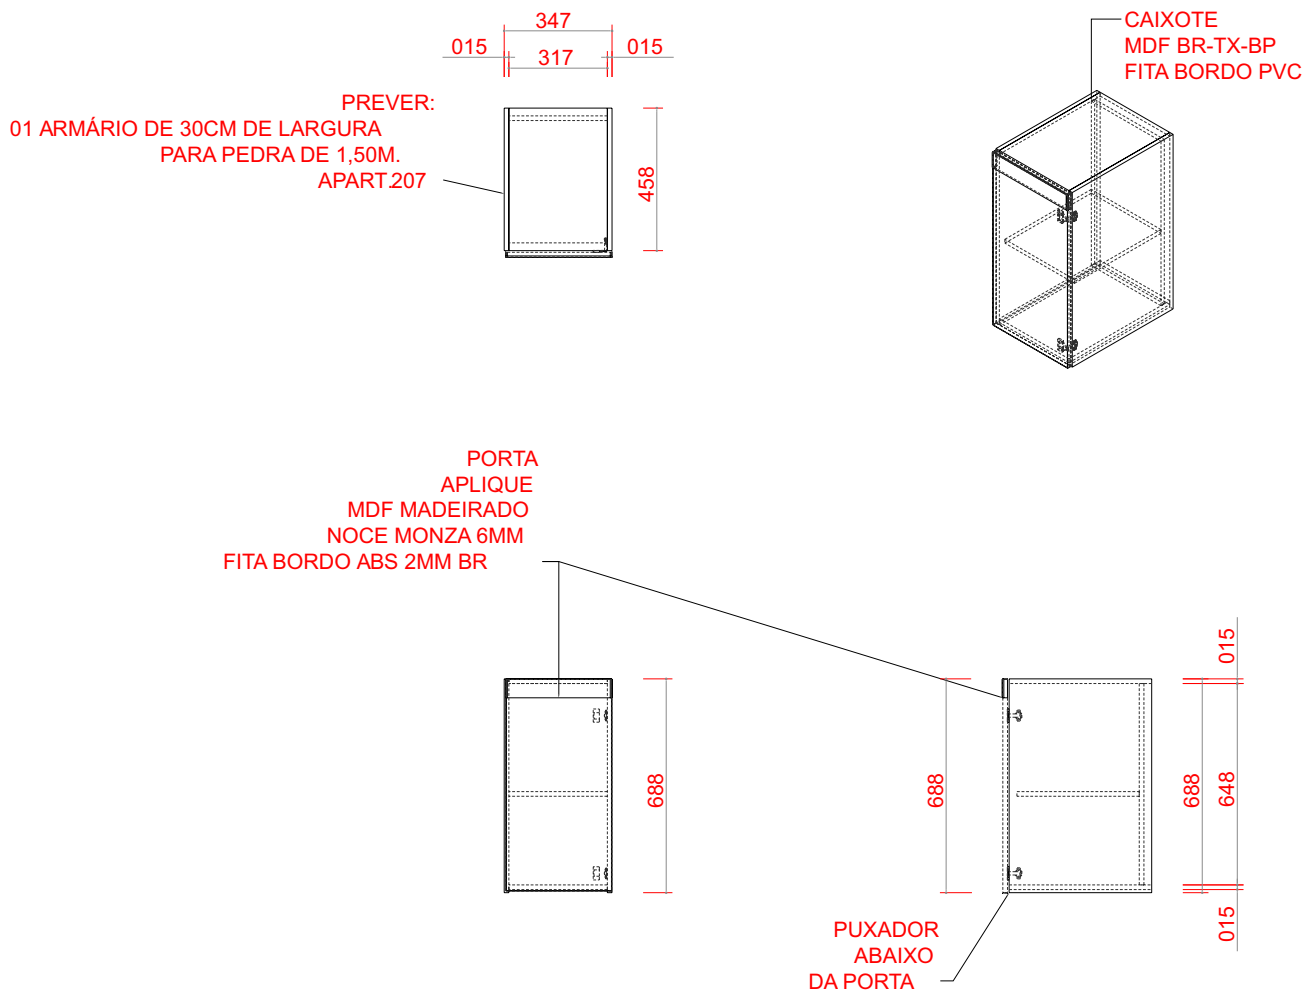 347
015
317
015
PREVER:
01 ARMÁRIO DE 30CM DE LARGURA
PARA PEDRA DE 1,50M.
APART.207
458
CAIXOTE
MDF BR-TX-BP
FITA BORDO PVC
PORTA
APLIQUE
MDF MADEIRADO
NOCE MONZA 6MM
FITA BORDO ABS 2MM BR
688
688
688
015
648
015
PUXADOR
ABAIXO
DA PORTA